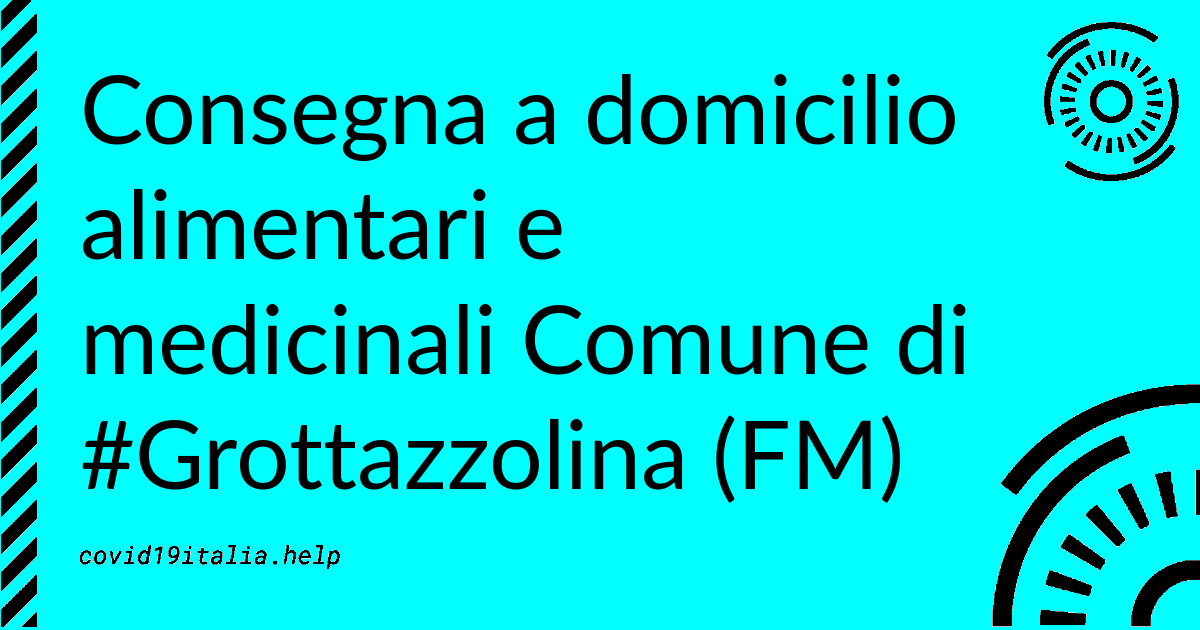 Consegna a domicilio
alimentari e
medicinali Comune di
#Grottazzolina (FM)
covid19italia.help